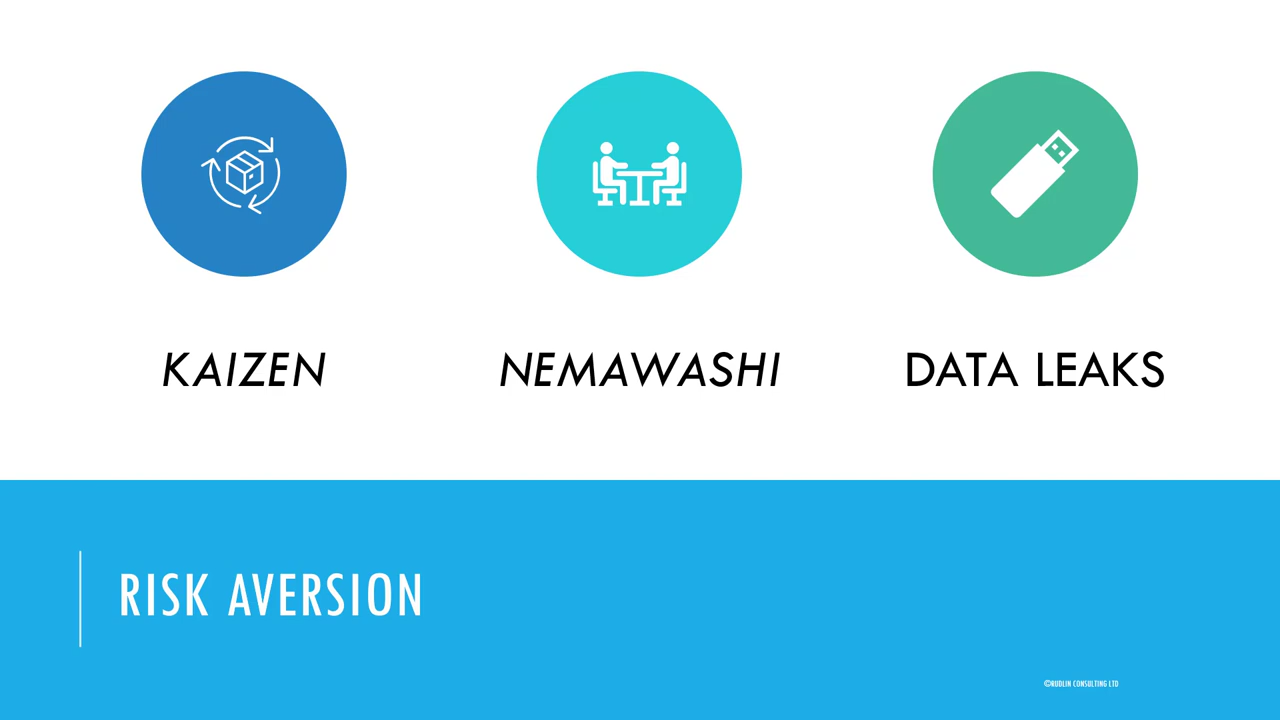 KAIZEN
NEMAWASHI
DATA LEAKS
RISK AVERSION
©RUDLIN CONSULTING LTD